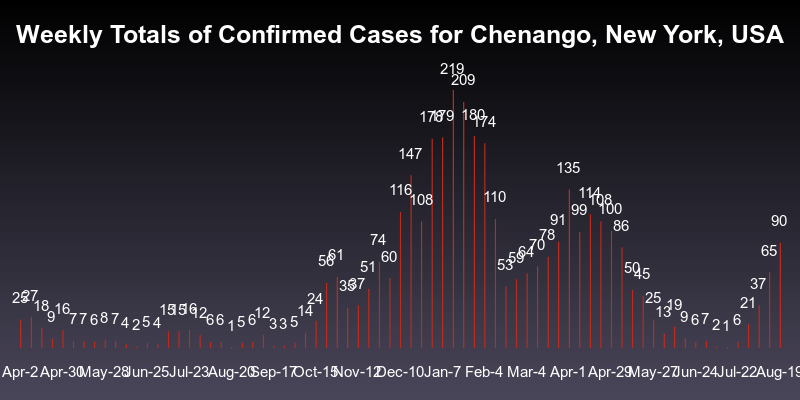 Weekly Totals of Confirmed Cases for Chenango, New York, USA
25 27 18 9 16 7 7 6 8 7 4 2 5 4 15 15 16 12 6 6 1 5 6 12 3 3 5 14 24 56 61 35 37 51 74 60 116 147 108 178 179 219 209 180 174 110 53 59 64 70 78 91 135 99 114 108 100 86 50 45 25 13 19 9 6 7 2 1 6 21 37 65 90
Apr-2 Apr-30 May-28 Jun-25 Jul-23 Aug-20 Sep-17 Oct-15 Nov-12 Dec-10 Jan-7 Feb-4 Mar-4 Apr-1 Apr-29 May-27 Jun-24 Jul-22 Aug-19